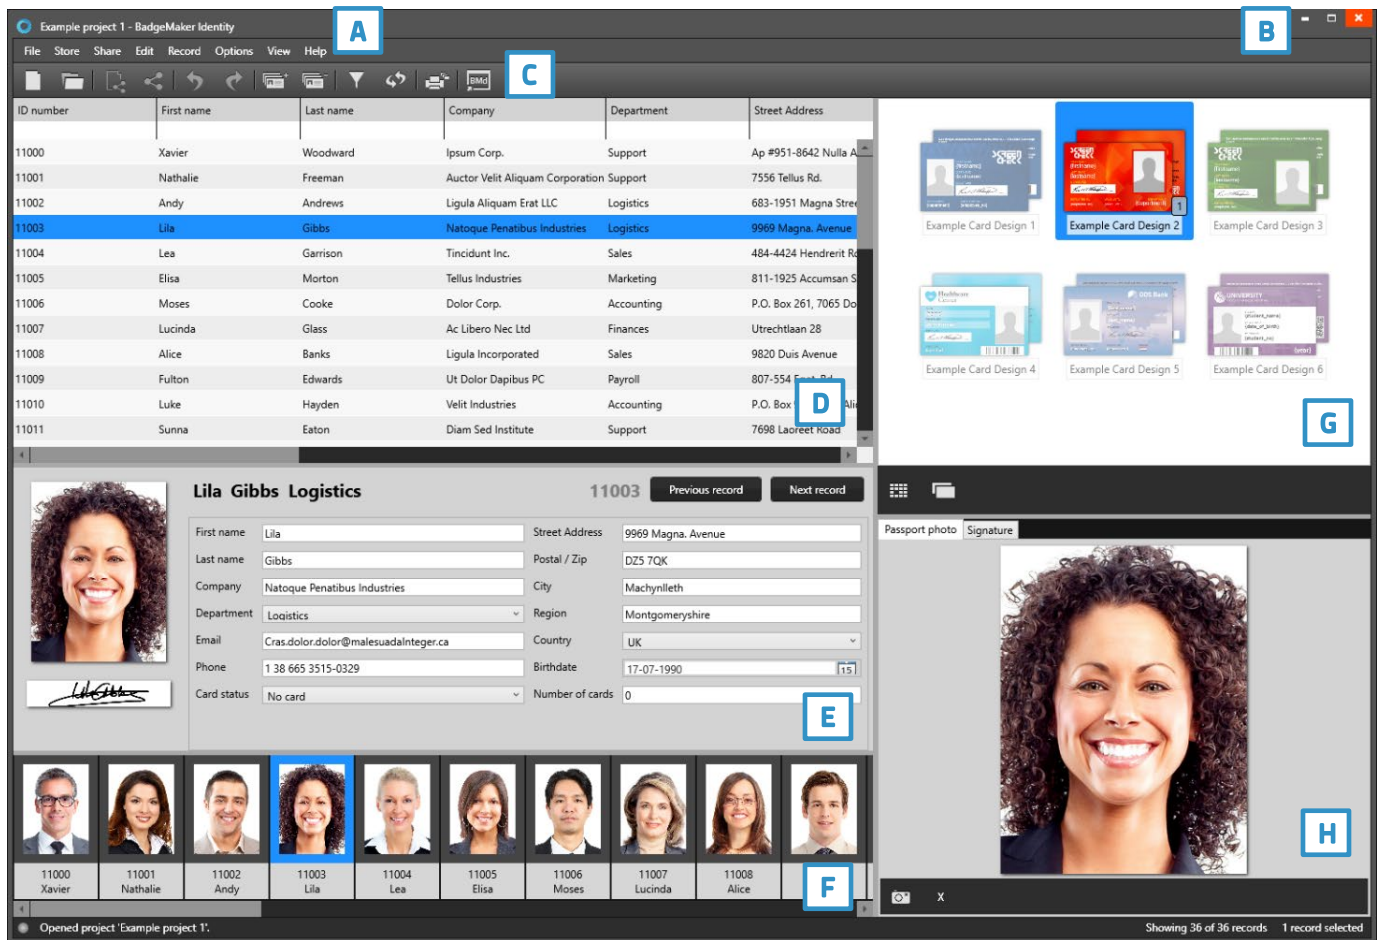 Example project 1 - BadgeMaker Identity
A
B
File Store Share Edit Record Options View Help
C
BMd
ID number First name Last name Company Department Street Address
11000 Xavier Woodward Ipsum Corp. Support Ap #951-8642 Nulla A
11001 Nathalie Freeman Auctor Velit Aliquam Corporation Support 7556 Tellus Rd.
11002 Andy Andrews Ligula Aliquam Erat LLC Logistics 683-1951 Magna Stree
11003 Lila Gibbs Natoque Penatibus Industries Logistics 9969 Magna. Avenue
11004 Lea Garrison Tincidunt Inc. Sales 484-4424 Hendrerit Ro
11005 Elisa Morton Tellus Industries Marketing 811-1925 Accumsan S
11006 Moses Cooke Dolor Corp. Accounting P.O. Box 261, 7065 Do
11007 Lucinda Glass Ac Libero Nec Ltd Finances Utrechtlaan 28
11008 Alice Banks Ligula Incorporated Sales 9820 Duis Avenue
11009 Fulton Edwards Ut Dolor Dapibus PC Payroll 807-554
11010 Luke Hayden Velit Industries Accounting P.O. Box
11011 Sunna Eaton Diam Sed Institute Support 7698 Laoreet Road
D
1
Example Card Design 1 Example Card Design 2 Example Card Design 3
Healthcare
Center
GDS Bank
UNIVERSITY
{student_name}
{date_of_birth}
{student_no}
Example Card Design 4 Example Card Design 5 Example Card Design 6
G
Lila Gibbs Logistics 11003 Previous record Next record
First name Lila Street Address 9969 Magna. Avenue
Last name Gibbs Postal / Zip DZ5 7QK
Company Natoque Penatibus Industries City Machynlleth
Department Logistics Region Montgomeryshire
Email Cras.dolor.dolor@malesuadaInteger.ca Country UK
Phone 1 38 665 3515-0329 Birthdate 17-07-1990 15
Card status No card Number of cards 0
E
Passport photo Signature
H
X
11000 11001 11002 11003 11004 11005 11006 11007 11008
Xavier Nathalie Andy Lila Lea Elisa Moses Lucinda Alice
F
Opened project 'Example project 1'. Showing 36 of 36 records 1 record selected